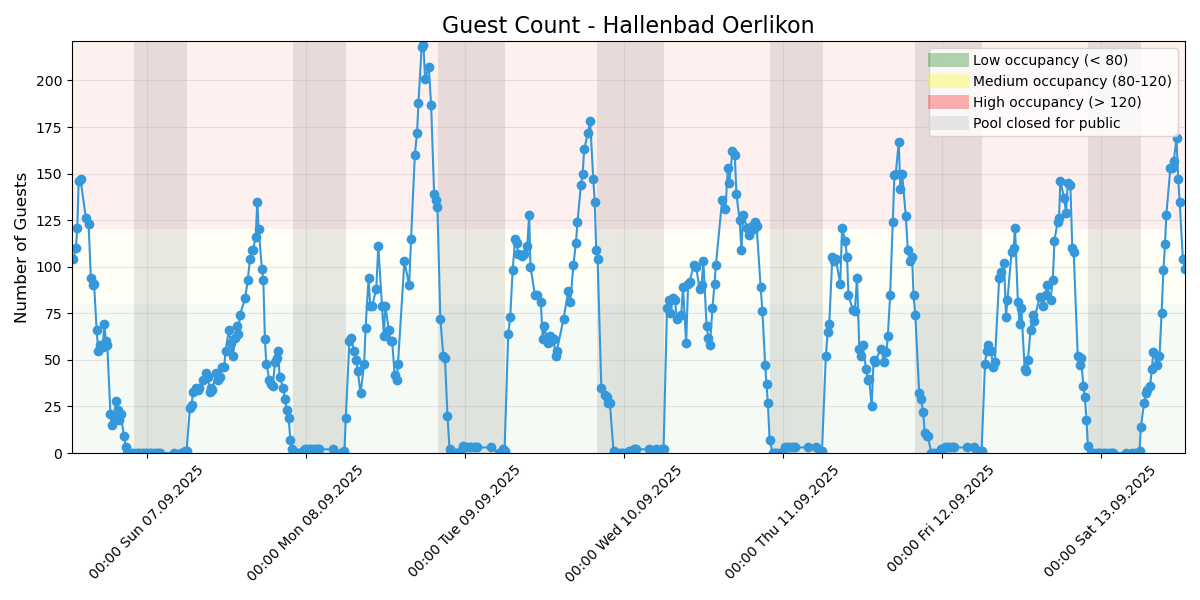 Guest Count - Hallenbad Oerlikon
Number of Guests
200
175
150
125
100
75
50
25
0
Low occupancy (< 80)
Medium occupancy (80-120)
High occupancy (> 120)
Pool closed for public
00:00 Sun 07.09.2025
00:00 Mon 08.09.2025
00:00 Tue 09.09.2025
00:00 Wed 10.09.2025
00:00 Thu 11.09.2025
00:00 Fri 12.09.2025
00:00 Sat 13.09.2025